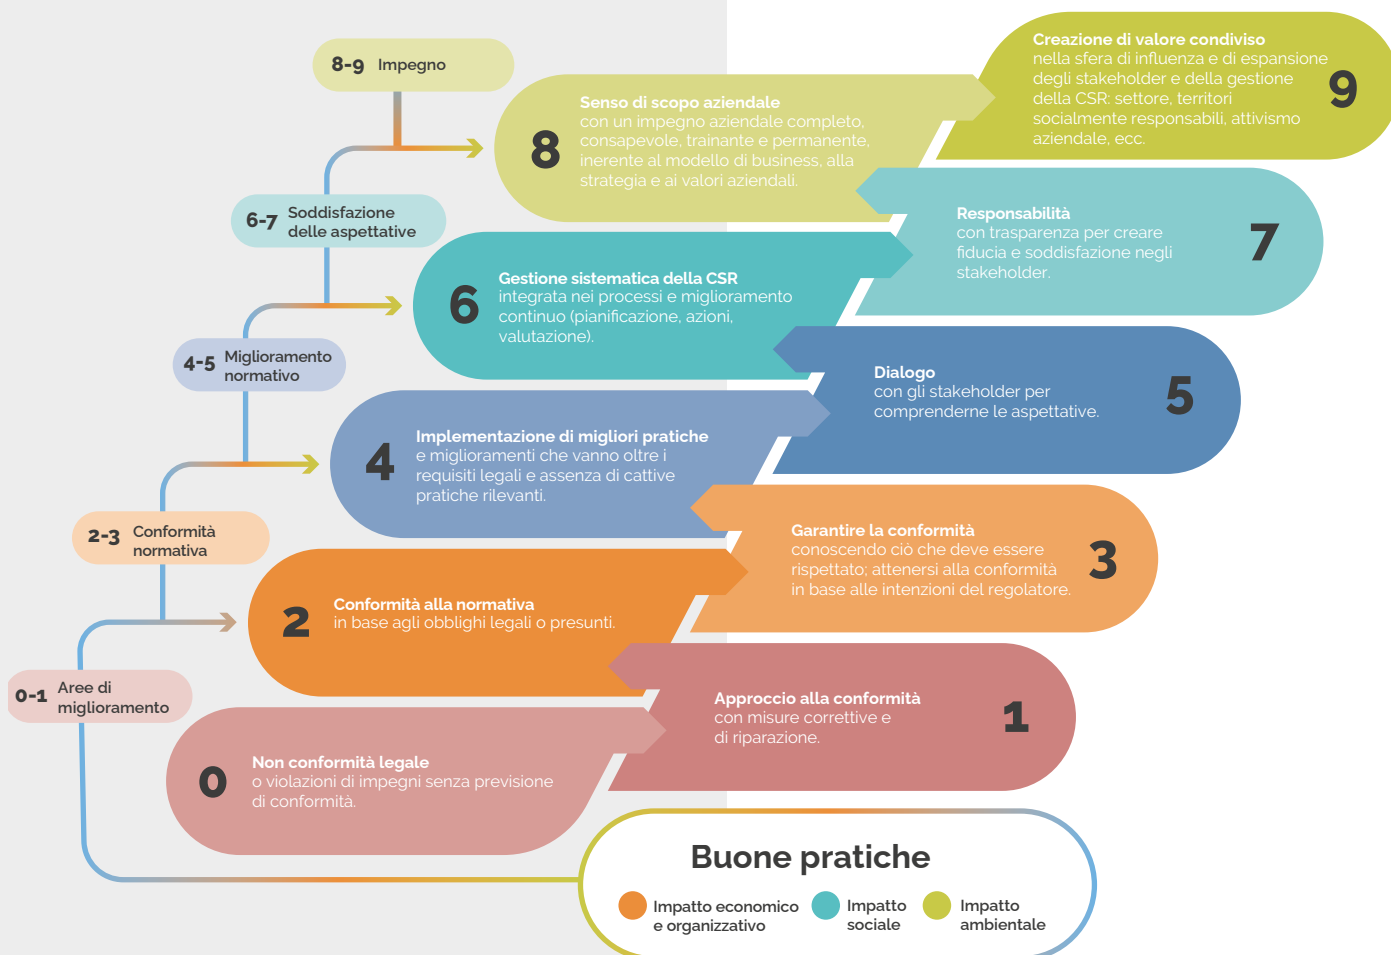 Creazione di valore condiviso
nella sfera di influenza e di espansione
degli stakeholder e della gestione
della CSR: settore, territori
socialmente responsabili, attivismo
aziendale, ecc.
9
8-9 Impegno
8
Senso di scopo aziendale
con un impegno aziendale completo,
consapevole, trainante e permanente,
inerente al modello di business, alla
strategia e ai valori aziendali.
6-7 Soddisfazione
delle aspettative
Responsabilità
con trasparenza per creare
fiducia e soddisfazione negli
stakeholder.
7
6
Gestione sistematica della CSR
integrata nei processi e miglioramento
continuo (pianificazione, azioni,
valutazione).
4-5 Miglioramento
normativo
Dialogo
con gli stakeholder per
comprenderne le aspettative.
5
4
Implementazione di migliori pratiche
e miglioramenti che vanno oltre i
requisiti legali e assenza di cattive
pratiche rilevanti.
2-3 Conformità
normativa
Garantire la conformità
conoscendo ciò che deve essere
rispettato; attenersi alla conformità
in base alle intenzioni del regolatore.
3
2
Conformità alla normativa
in base agli obblighi legali o presunti.
0-1 Aree di
miglioramento
Approccio alla conformità
con misure correttive e
di riparazione.
1
0
Non conformità legale
o violazioni di impegni senza previsione
di conformità.
Buone pratiche
Impatto economico
e organizzativo
Impatto
sociale
Impatto
ambientale